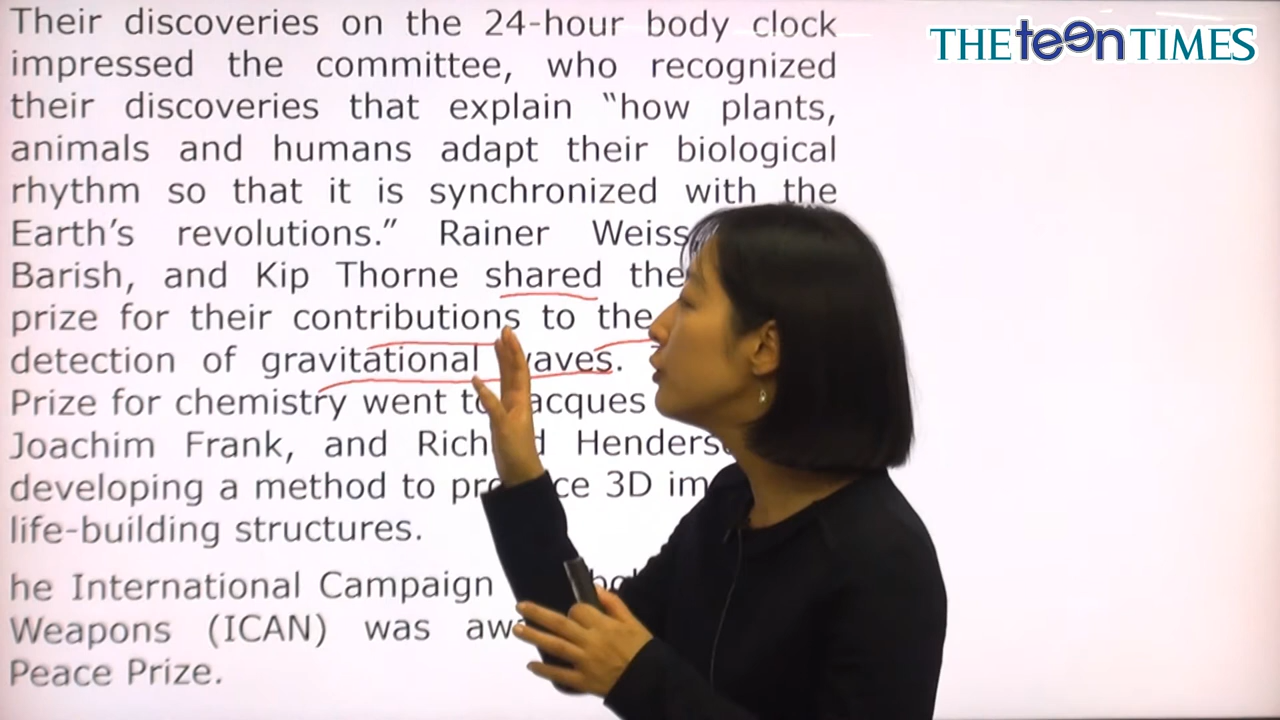 Their discoveries on the 24-hour body clock
impressed the committee, who recognized
their discoveries that explain “how plants,
animals and humans adapt their biological
rhythm so that it is synchronized with the
Earth’s revolutions.” Rainer Weiss
Barish, and Kip Thorne shared the
prize for their contributions to the
detection of gravitational waves.
Prize for chemistry went to Jacques
Joachim Frank, and Richard
developing a method to produce 3D
life-building structures.
he International Campaign
Weapons (ICAN) was
Peace Prize.
THE teen TIMES